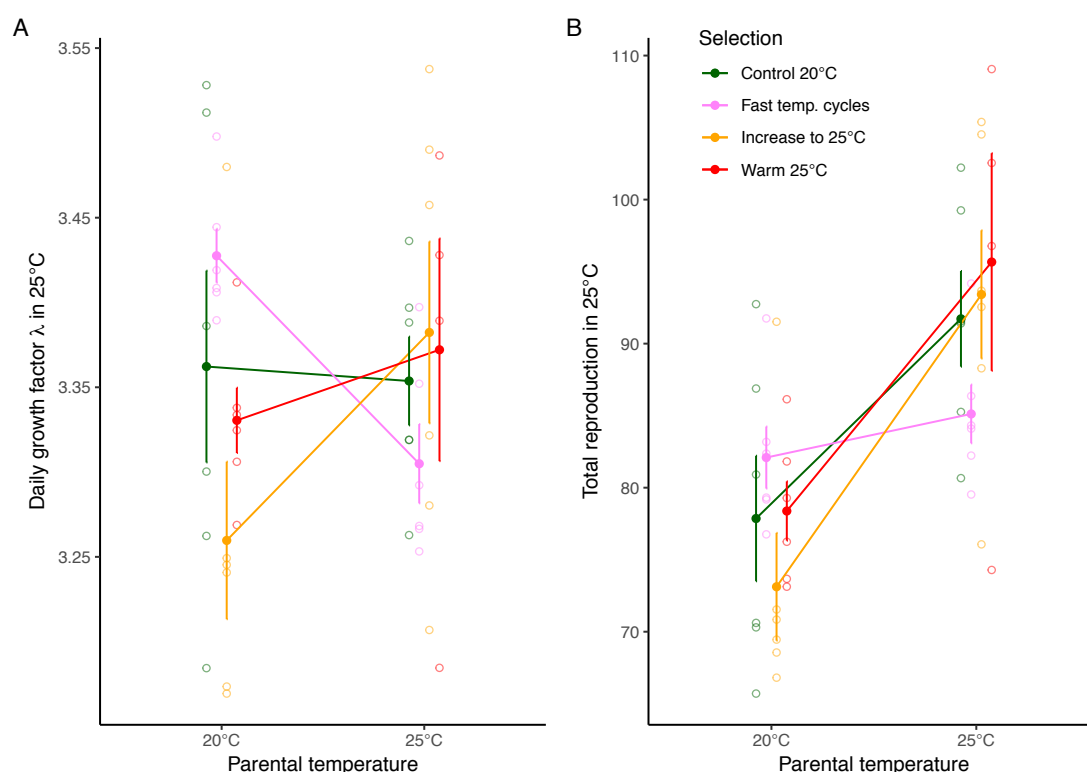 A
Daily growth factor λ in 25°C
3.55
3.45
3.35
3.25
20°C
25°C
Parental temperature
B
Total reproduction in 25°C
110
100
90
80
70
Selection
Control 20°C
Fast temp. cycles
Increase to 25°C
Warm 25°C
20°C
25°C
Parental temperature